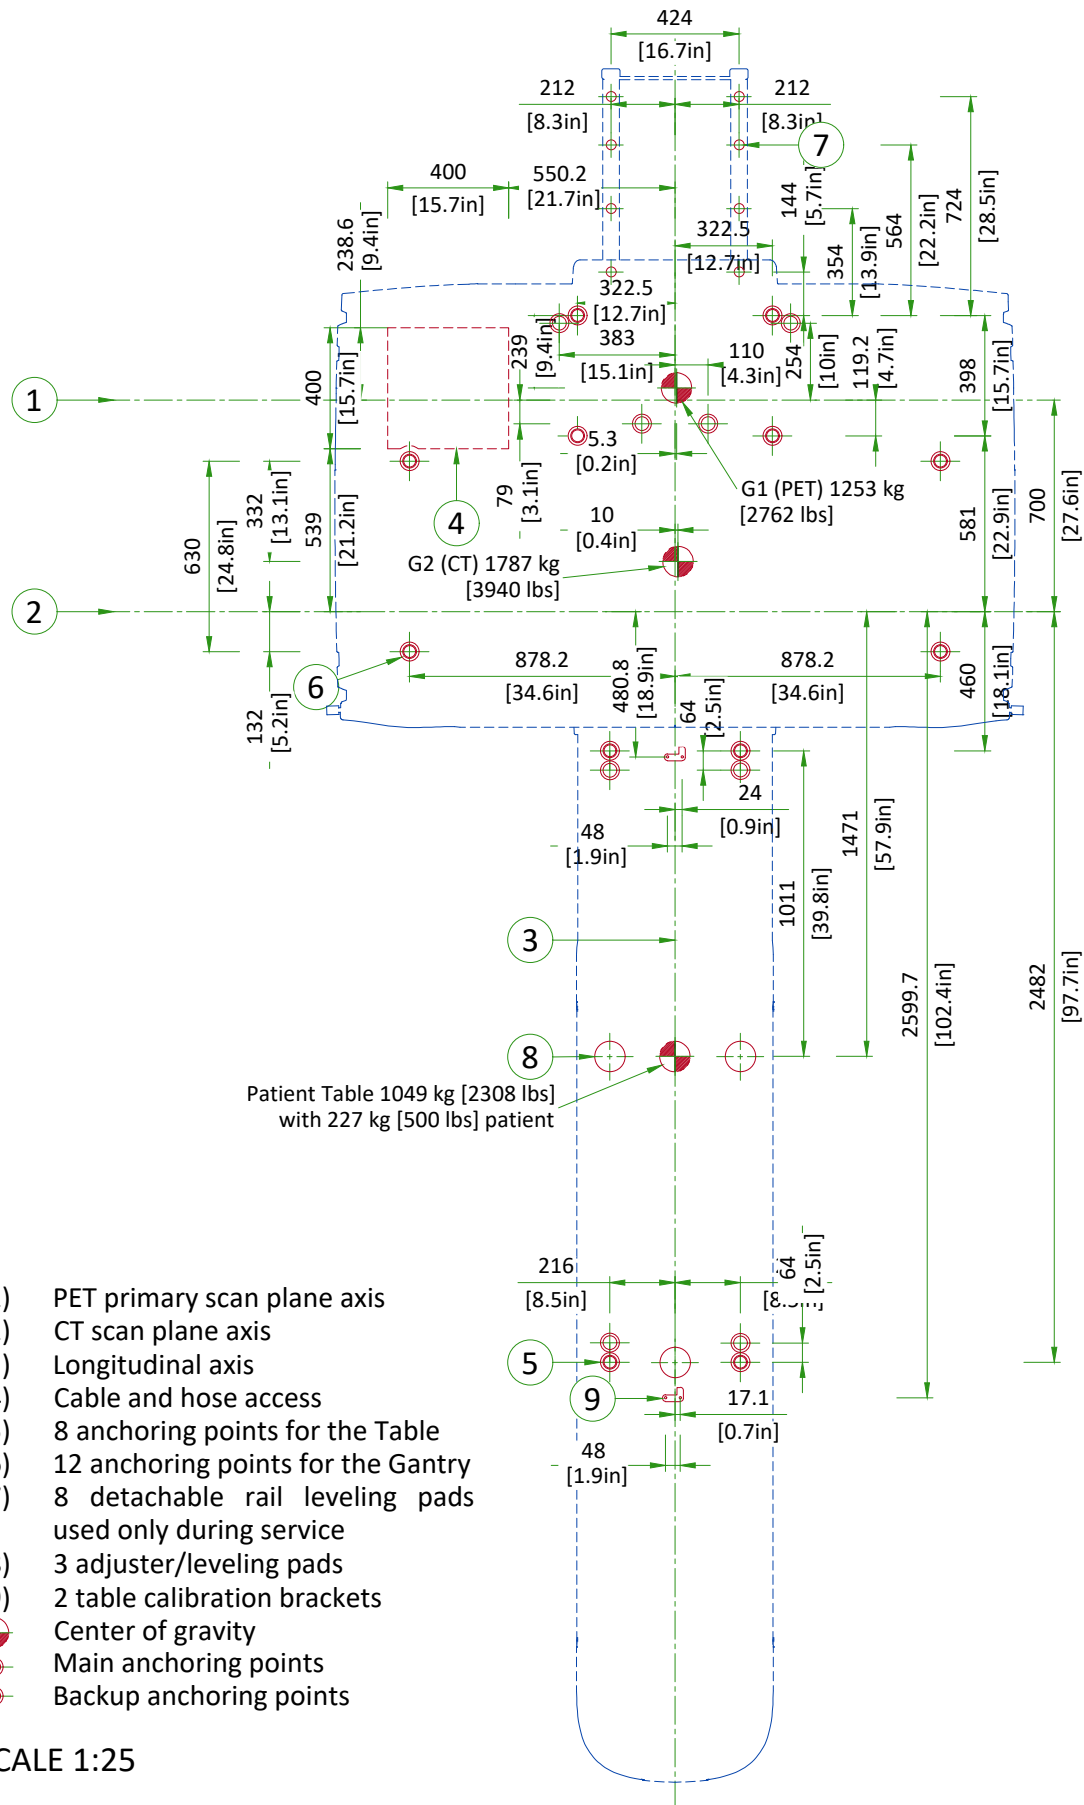 424
[16.7in]
212
[8.3in]
212
[8.3in]
7
400
[15.7in]
550.2
[21.7in]
144
[5.7in]
564
[22.2in]
724
[28.5in]
238.6
[9.4in]
322.5
[12.7in]
354
[13.9in]
322.5
[12.7in]
383
[15.1in]
239
[9.4in]
110
[4.3in]
254
[10in]
119.2
[4.7in]
398
[15.7in]
400
[15.7in]
1
5.3
[0.2in]
79
[3.1in]
G1 (PET) 1253 kg
[2762 lbs]
4
10
[0.4in]
G2 (CT) 1787 kg
[3940 lbs]
630
[24.8in]
332
[13.1in]
539
[21.2in]
581
[22.9in]
700
[27.6in]
2
6
878.2
[34.6in]
878.2
[34.6in]
480.8
[18.9in]
64
[2.5in]
460
[18.1in]
132
[5.2in]
24
[0.9in]
48
[1.9in]
1471
[57.9in]
1011
[39.8in]
3
2599.7
[102.4in]
2482
[97.7in]
8
Patient Table 1049 kg [2308 lbs]
with 227 kg [500 lbs] patient
216
[8.5in]
64
[2.5in]
5
9
17.1
[0.7in]
48
[1.9in]
) PET primary scan plane axis
) CT scan plane axis
) Longitudinal axis
) Cable and hose access
) 8 anchoring points for the Table
) 12 anchoring points for the Gantry
) 8 detachable rail leveling pads
used only during service
) 3 adjuster/leveling pads
) 2 table calibration brackets
Center of gravity
Main anchoring points
Backup anchoring points
CALE 1:25